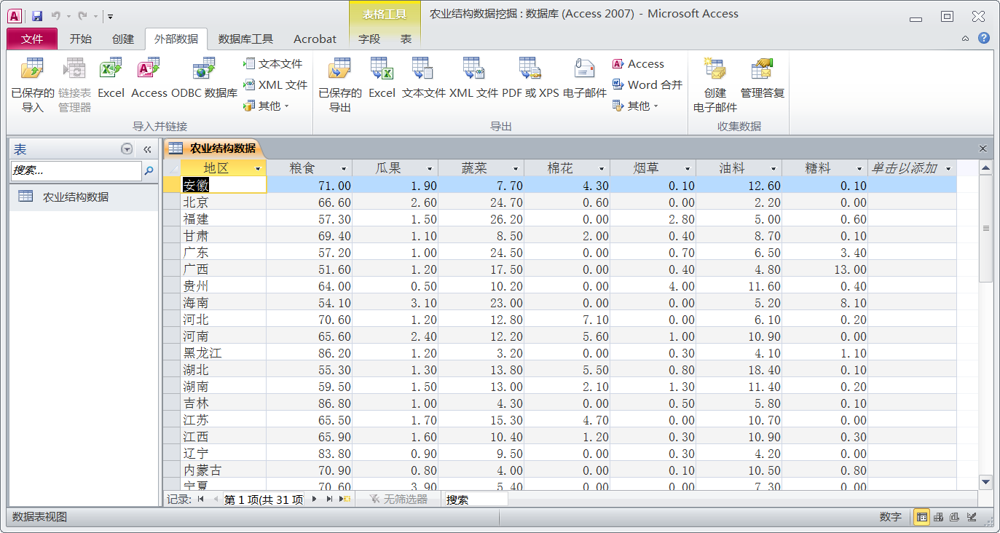 表格工具
农业结构数据挖掘 : 数据库 (Access 2007) - Microsoft Access
文件 开始 创建 外部数据 数据库工具 Acrobat 字段 表
已保存的导入
链接表管理器
Excel
Access
ODBC 数据库
文本文件
XML 文件
其他
导入并链接
已保存的导出
Excel
文本文件
XML 文件
PDF 或 XPS
电子邮件
Access
Word 合并
其他
导出
创建电子邮件
管理答复
收集数据
表
搜索...
农业结构数据
农业结构数据
地区 粮食 瓜果 蔬菜 棉花 烟草 油料 糖料 单击以添加
安徽 71.00 1.90 7.70 4.30 0.10 12.60 0.10
北京 66.60 2.60 24.70 0.60 0.00 2.20 0.00
福建 57.30 1.50 26.20 0.00 2.80 5.00 0.60
甘肃 69.40 1.10 8.50 2.00 0.40 8.70 0.10
广东 57.20 1.00 24.50 0.00 0.70 6.50 3.40
广西 51.60 1.20 17.50 0.00 0.40 4.80 13.00
贵州 64.00 0.50 10.20 0.00 4.00 11.60 0.40
海南 54.10 3.10 23.00 0.00 0.00 5.20 8.10
河北 70.60 1.20 12.80 7.10 0.00 6.10 0.20
河南 65.60 2.40 12.20 5.60 1.00 10.90 0.00
黑龙江 86.20 1.20 3.20 0.00 0.30 4.10 1.10
湖北 55.30 1.30 13.80 5.50 0.80 18.40 0.10
湖南 59.50 1.50 13.00 2.10 1.30 11.40 0.20
吉林 86.80 1.00 4.30 0.00 0.50 5.80 0.10
江苏 65.50 1.70 15.30 4.70 0.00 10.70 0.00
江西 65.90 1.60 10.40 1.20 0.30 10.90 0.30
辽宁 83.80 0.90 9.50 0.00 0.30 4.20 0.00
内蒙古 70.90 0.80 4.00 0.00 0.10 10.50 0.80
宁夏 70.60 3.90 5.40 0.00 0.00 7.30 0.00
记录: 第 1 项(共 31 项 无筛选器 搜索
数据表视图 数字